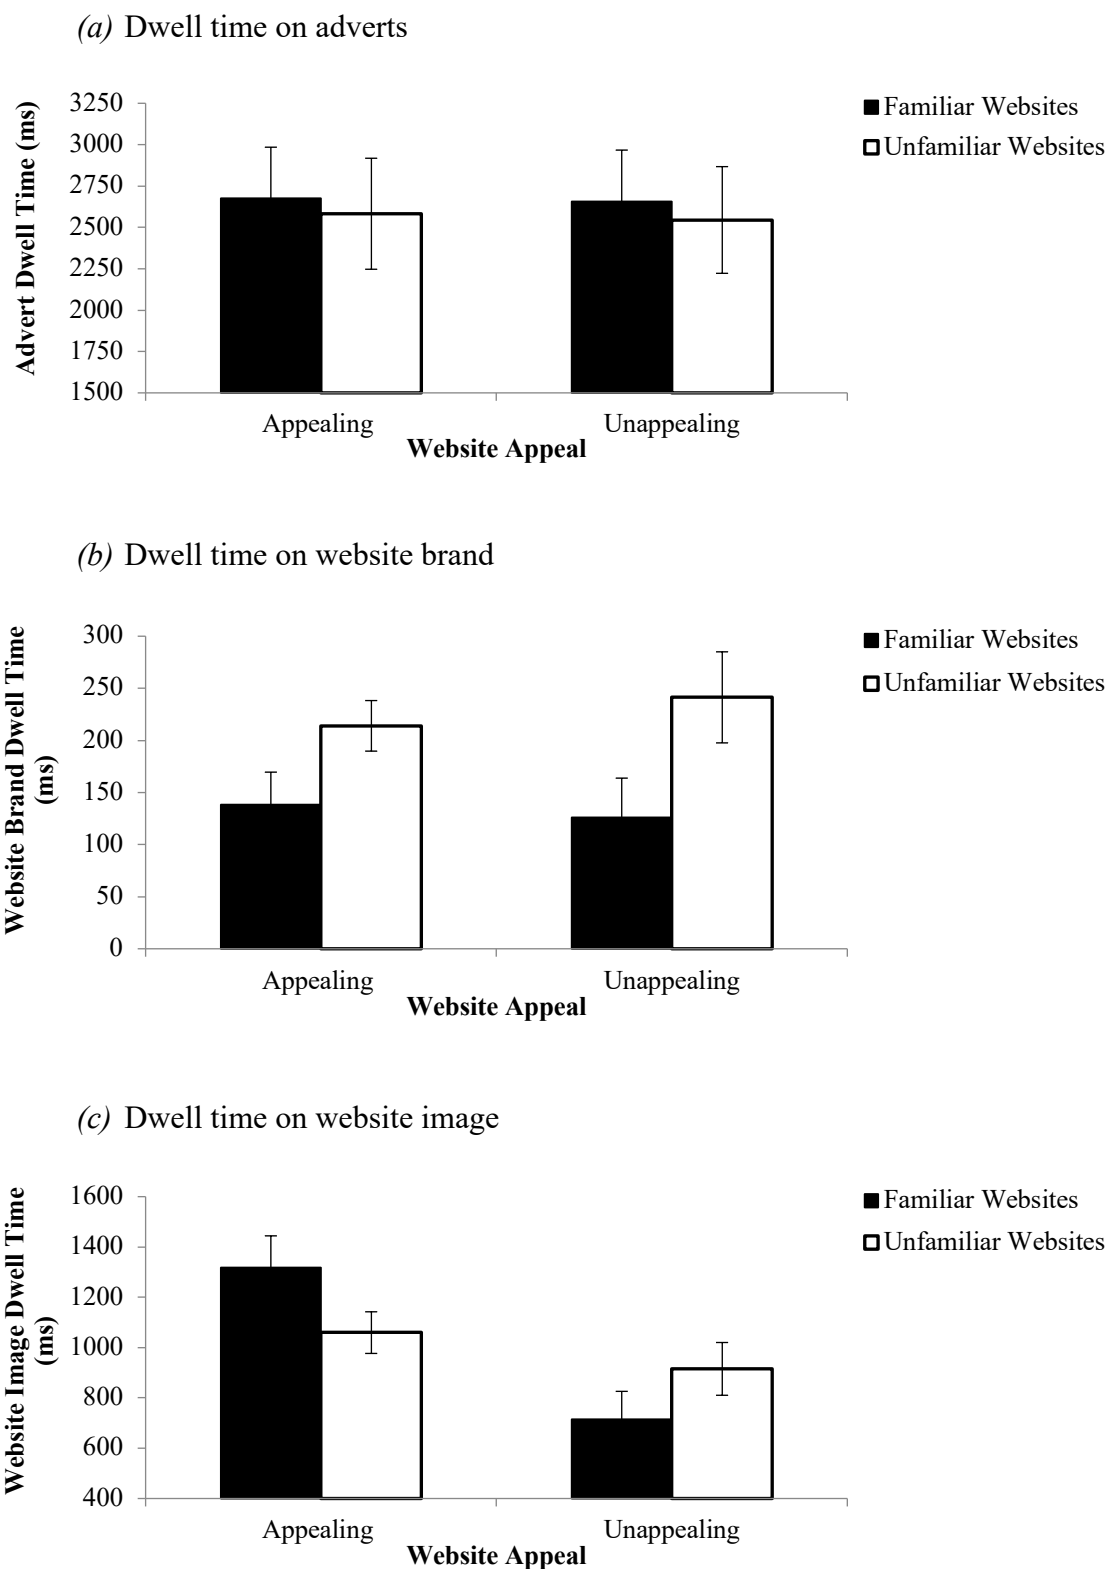 (a) Dwell time on adverts
Advert Dwell Time (ms)
3250
3000
2750
2500
2250
2000
1750
1500
Appealing
Unappealing
Website Appeal
Familiar Websites
Unfamiliar Websites
(b) Dwell time on website brand
Website Brand Dwell Time
(ms)
300
250
200
150
100
50
0
Appealing
Unappealing
Website Appeal
Familiar Websites
Unfamiliar Websites
(c) Dwell time on website image
Website Image Dwell Time
(ms)
1600
1400
1200
1000
800
600
400
Appealing
Unappealing
Website Appeal
Familiar Websites
Unfamiliar Websites